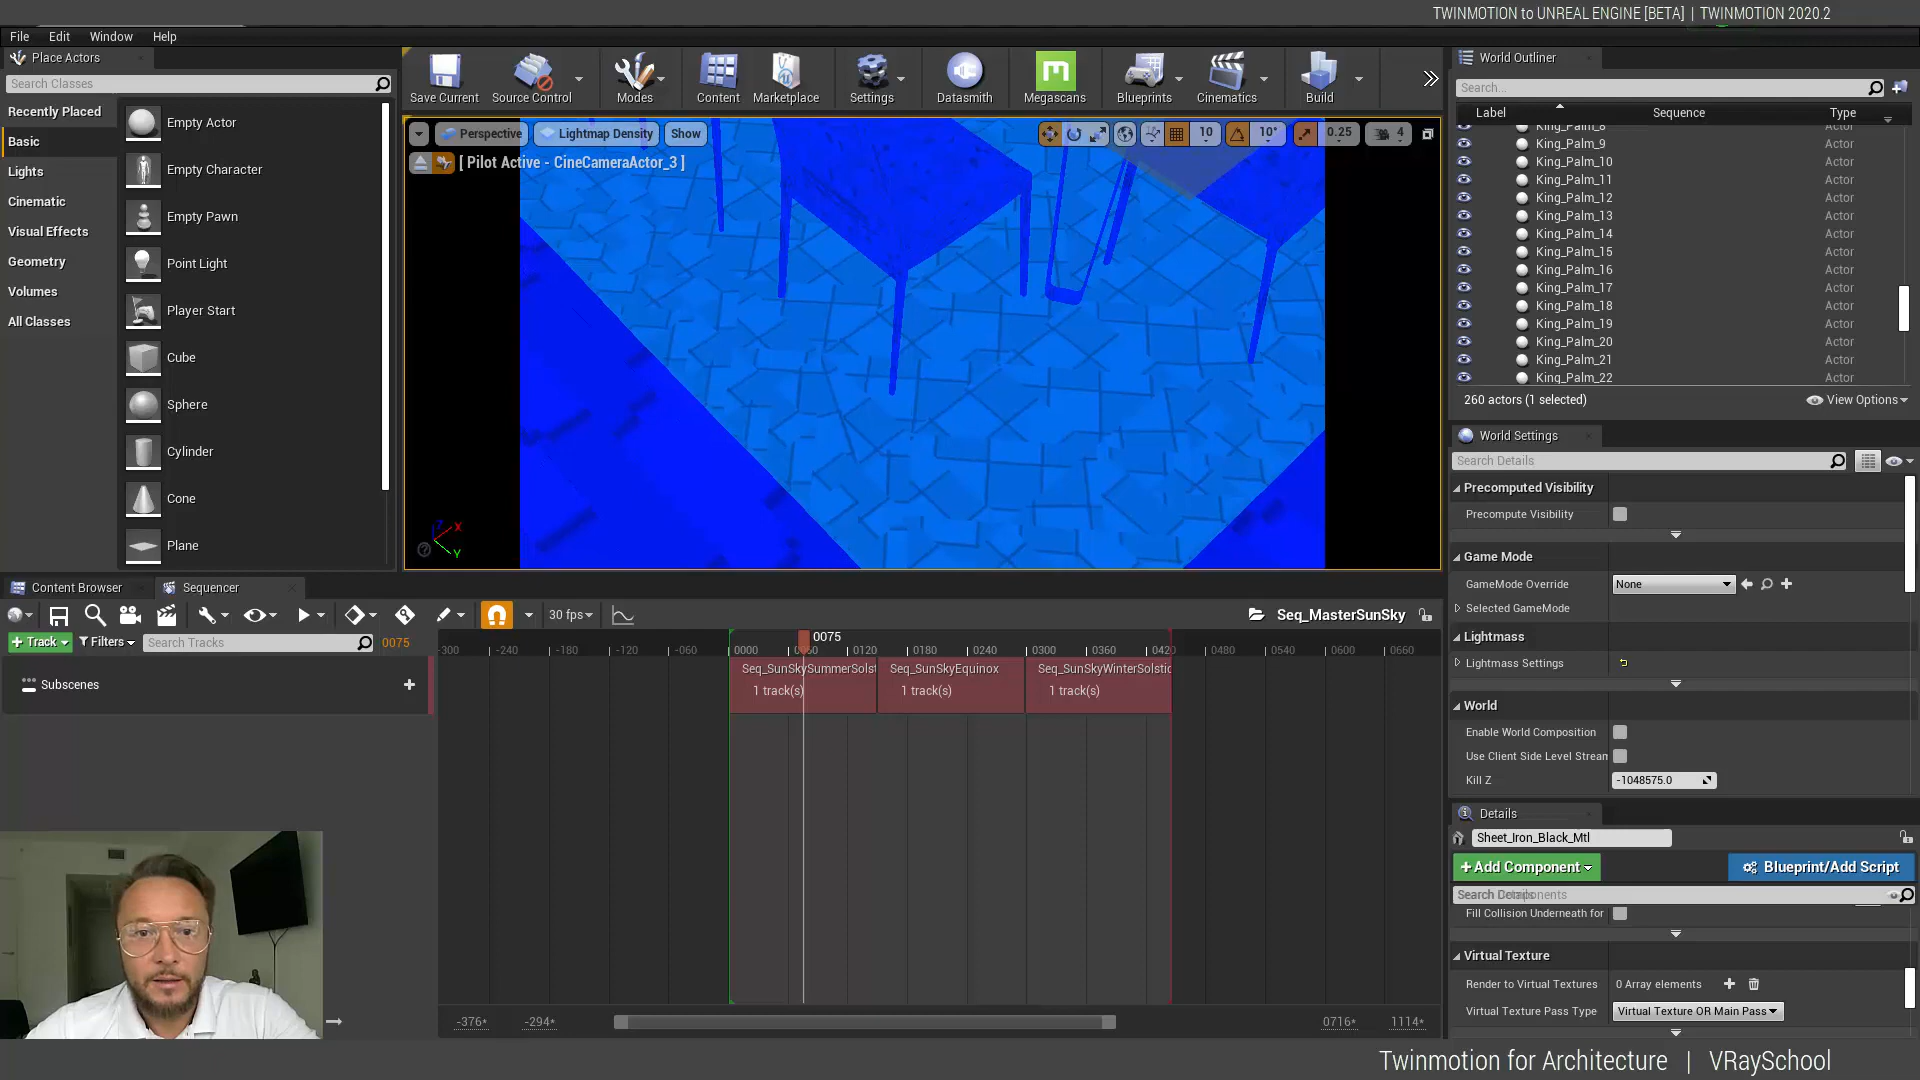 TWINMOTION to UNREAL ENGINE [BETA] | TWINMOTION 2020.2
File Edit Window Help
Place Actors
Search Classes
Recently Placed
Basic
Lights
Cinematic
Visual Effects
Geometry
Volumes
All Classes
Empty Actor
Empty Character
Empty Pawn
Point Light
Player Start
Cube
Sphere
Cylinder
Cone
Plane
Save Current Source Control Modes Content Marketplace Settings Datasmith Megascans Blueprints Cinematics Build
Perspective Lightmap Density Show 10 10° 0.25 4
[ Pilot Active - CineCameraActor_3 ]
Z X Y
World Outliner
Search...
Label Sequence Type
King_Palm_8 Actor
King_Palm_9 Actor
King_Palm_10 Actor
King_Palm_11 Actor
King_Palm_12 Actor
King_Palm_13 Actor
King_Palm_14 Actor
King_Palm_15 Actor
King_Palm_16 Actor
King_Palm_17 Actor
King_Palm_18 Actor
King_Palm_19 Actor
King_Palm_20 Actor
King_Palm_21 Actor
King_Palm_22 Actor
260 actors (1 selected) View Options
World Settings
Search Details
Precomputed Visibility
Precompute Visibility
Game Mode
GameMode Override None
Selected GameMode
Lightmass
Lightmass Settings
World
Enable World Composition
Use Client Side Level Stream
Kill Z -1048575.0
Details
Sheet_Iron_Black_Mtl
+Add Component Blueprint/Add Script
Fill Collision Underneath for
Virtual Texture
Render to Virtual Textures 0 Array elements
Virtual Texture Pass Type Virtual Texture OR Main Pass
Content Browser Sequencer
30 fps Seq_MasterSunSky
+ Track Filters Search Tracks 0075
0075
-300 -240 -180 -120 -060 0000 0060 0120 0180 0240 0300 0360 0420 0480 0540 0600 0660
Subscenes
Seq_SunSkySummerSolst Seq_SunSkyEquinox Seq_SunSkyWinterSolstic
1 track(s) 1 track(s) 1 track(s)
-376* -294* 0716* 1114*
Twinmotion for Architecture | VRaySchool